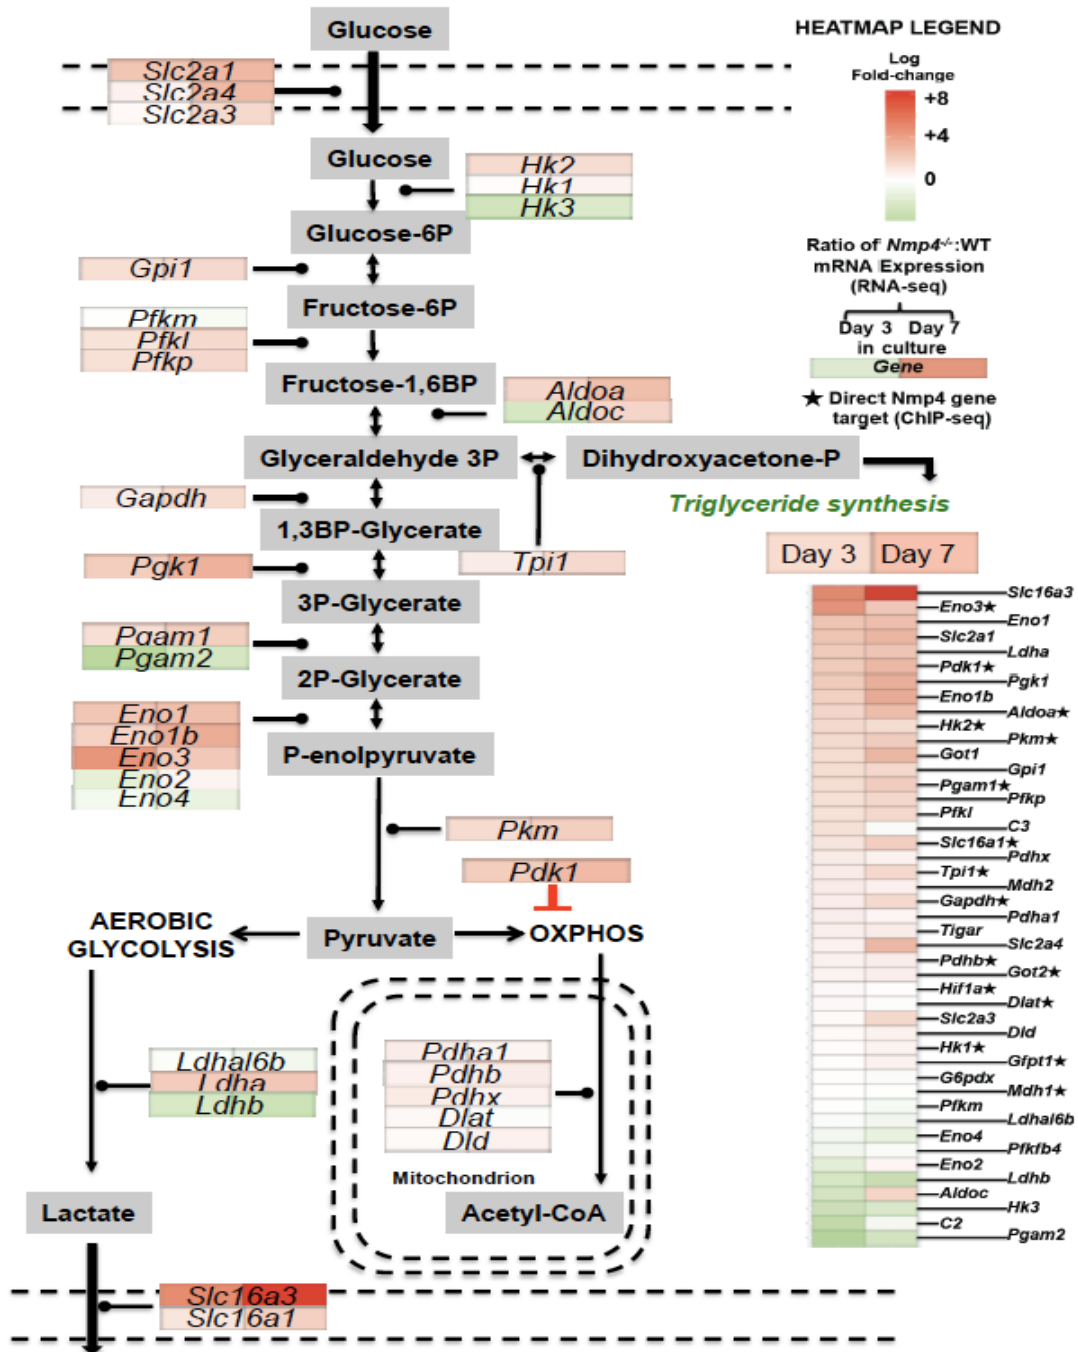 Glucose
HEATMAP LEGEND
Log
Fold-change
+8
+4
0
Slc2a1
Slc2a4
Slc2a3
Glucose
Hk2
Hk1
Hk3
Glucose-6P
Ratio of Nmp4-/-:WT
mRNA Expression
(RNA-seq)
Day 3 Day 7
in culture
Gene
★ Direct Nmp4 gene
target (ChIP-seq)
Gpi1
Fructose-6P
Pfkm
Pfkl
Pfkp
Fructose-1,6BP
Aldoa
Aldoc
Glyceraldehyde 3P
Dihydroxyacetone-P
Triglyceride synthesis
Gapdh
1,3BP-Glycerate
Tpi1
Pgk1
3P-Glycerate
Pgam1
Pgam2
2P-Glycerate
Eno1
Eno1b
Eno3
Eno2
Eno4
P-enolpyruvate
Pkm
Pdk1
AEROBIC
GLYCOLYSIS
Pyruvate
OXPHOS
Ldhal6b
Ldha
Ldhb
Pdha1
Pdhb
Pdhx
Dlat
Dld
Mitochondrion
Lactate
Acetyl-CoA
Slc16a3
Slc16a1
Day 3 Day 7
Slc16a3
Eno3★
Eno1
Slc2a1
Ldha
Pdk1★
Pgk1
Eno1b
Aldoa★
Hk2★
Pkm★
Got1
Gpi1
Pgam1★
Pfkp
Pfkl
C3
Slc16a1★
Pdhx
Tpi1★
Mdh2
Gapdh★
Pdha1
Tigar
Slc2a4
Pdhb★
Got2★
Hif1a★
Dlat★
Slc2a3
Dld
Hk1★
Gfpt1★
G6pdx
Mdh1★
Pfkm
Ldhal6b
Eno4
Pfkfb4
Eno2
Ldhb
Aldoc
Hk3
C2
Pgam2